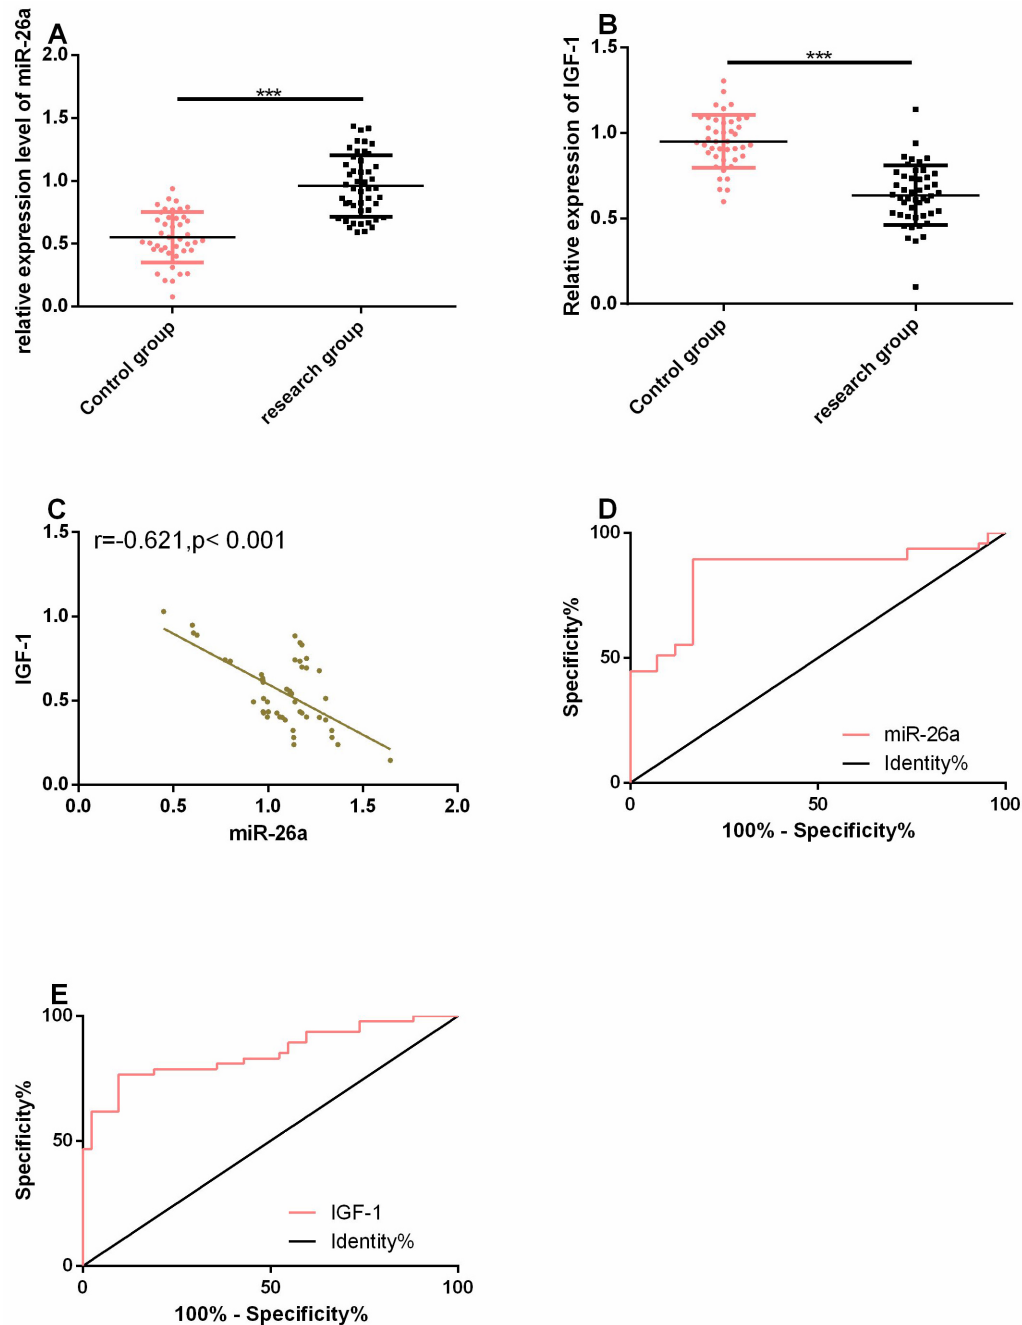 A
relative expression level of miR-26a
2.0
1.5
1.0
0.5
0.0
***
Control group
research group
B
Relative expression of IGF-1
1.5
1.0
0.5
0.0
***
Control group
research group
C
r=-0.621,p< 0.001
IGF-1
1.5
1.0
0.5
0.0
0.0
0.5
1.0
1.5
2.0
miR-26a
D
Specificity%
100
50
0
miR-26a
Identity%
0
50
100
100% - Specificity%
E
Specificity%
100
50
0
IGF-1
Identity%
0
50
100
100% - Specificity%